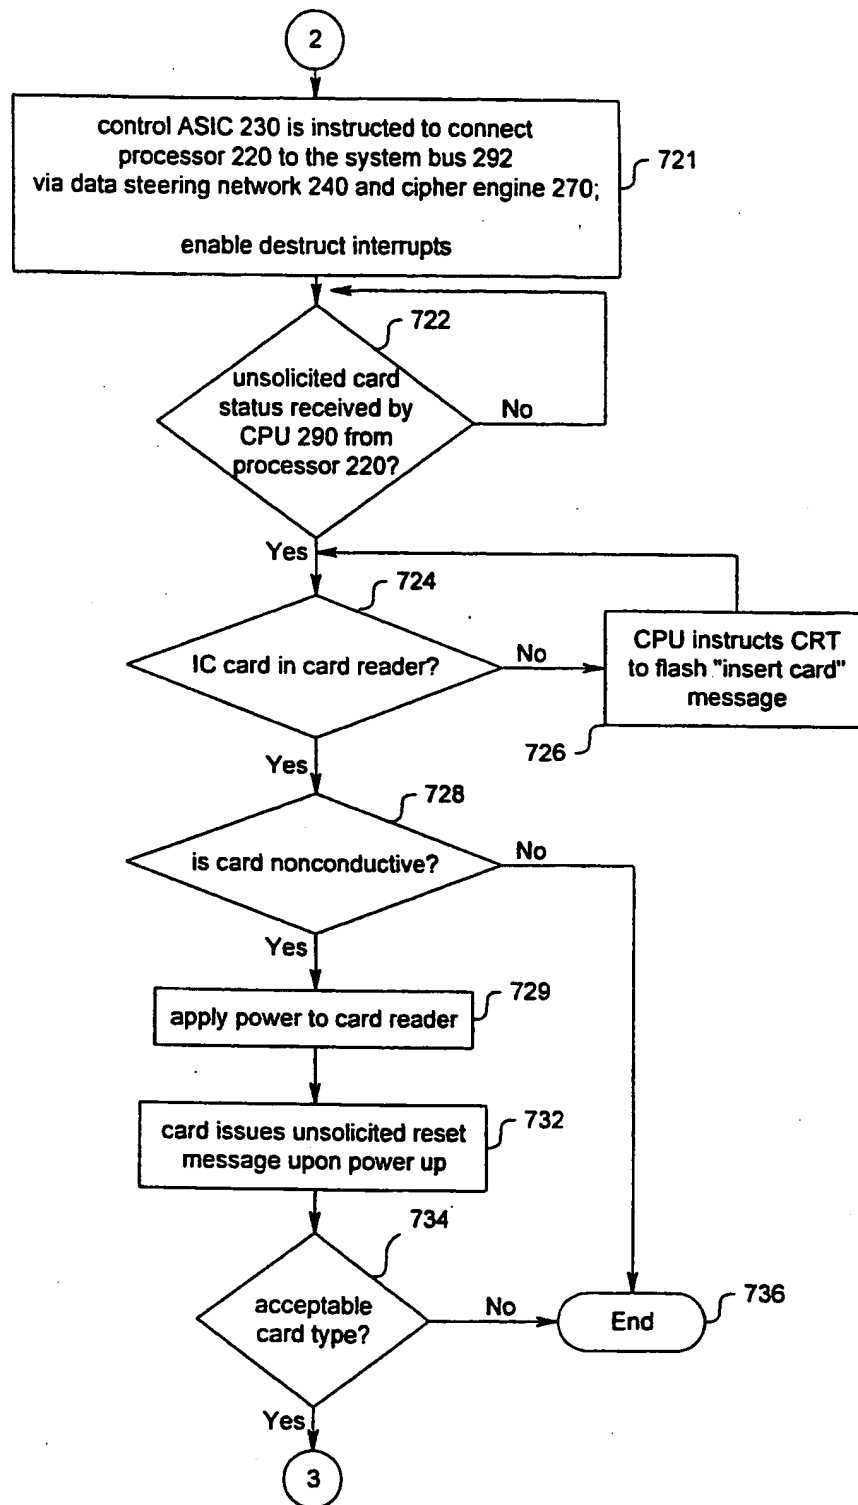 2
control ASIC 230 is instructed to connect
processor 220 to the system bus 292
via data steering network 240 and cipher engine 270;
enable destruct interrupts
721
722
unsolicited card
status received by
CPU 290 from
processor 220?
No
Yes
724
IC card in card reader?
No
CPU instructs CRT
to flash "insert card"
message
726
Yes
728
is card nonconductive?
No
Yes
729
apply power to card reader
732
card issues unsolicited reset
message upon power up
734
acceptable
card type?
No
End
736
Yes
3